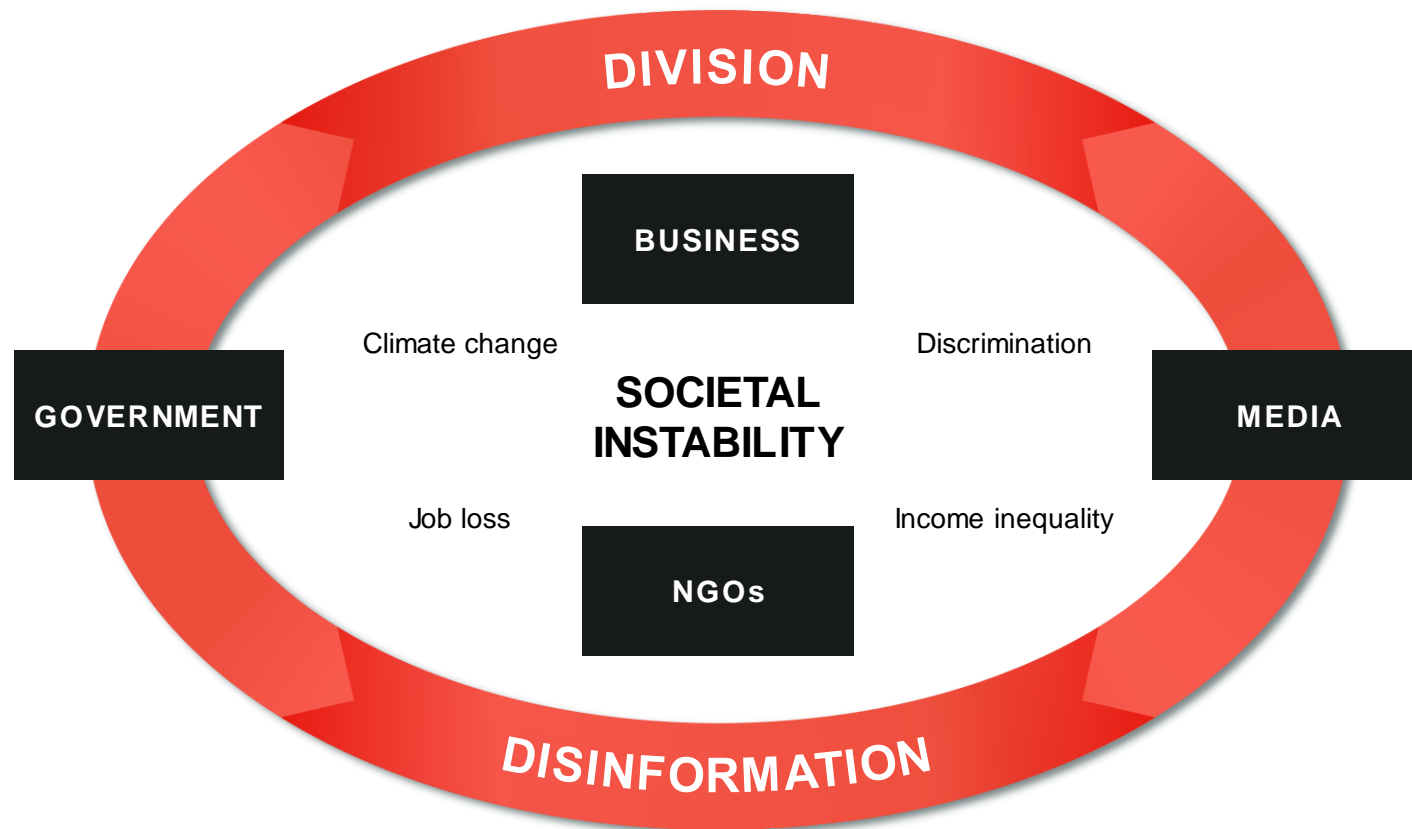 DIVISION
BUSINESS
Climate change
Discrimination
SOCIETAL
INSTABILITY
GOVERNMENT
MEDIA
Job loss
Income inequality
NGOs
DISINFORMATION